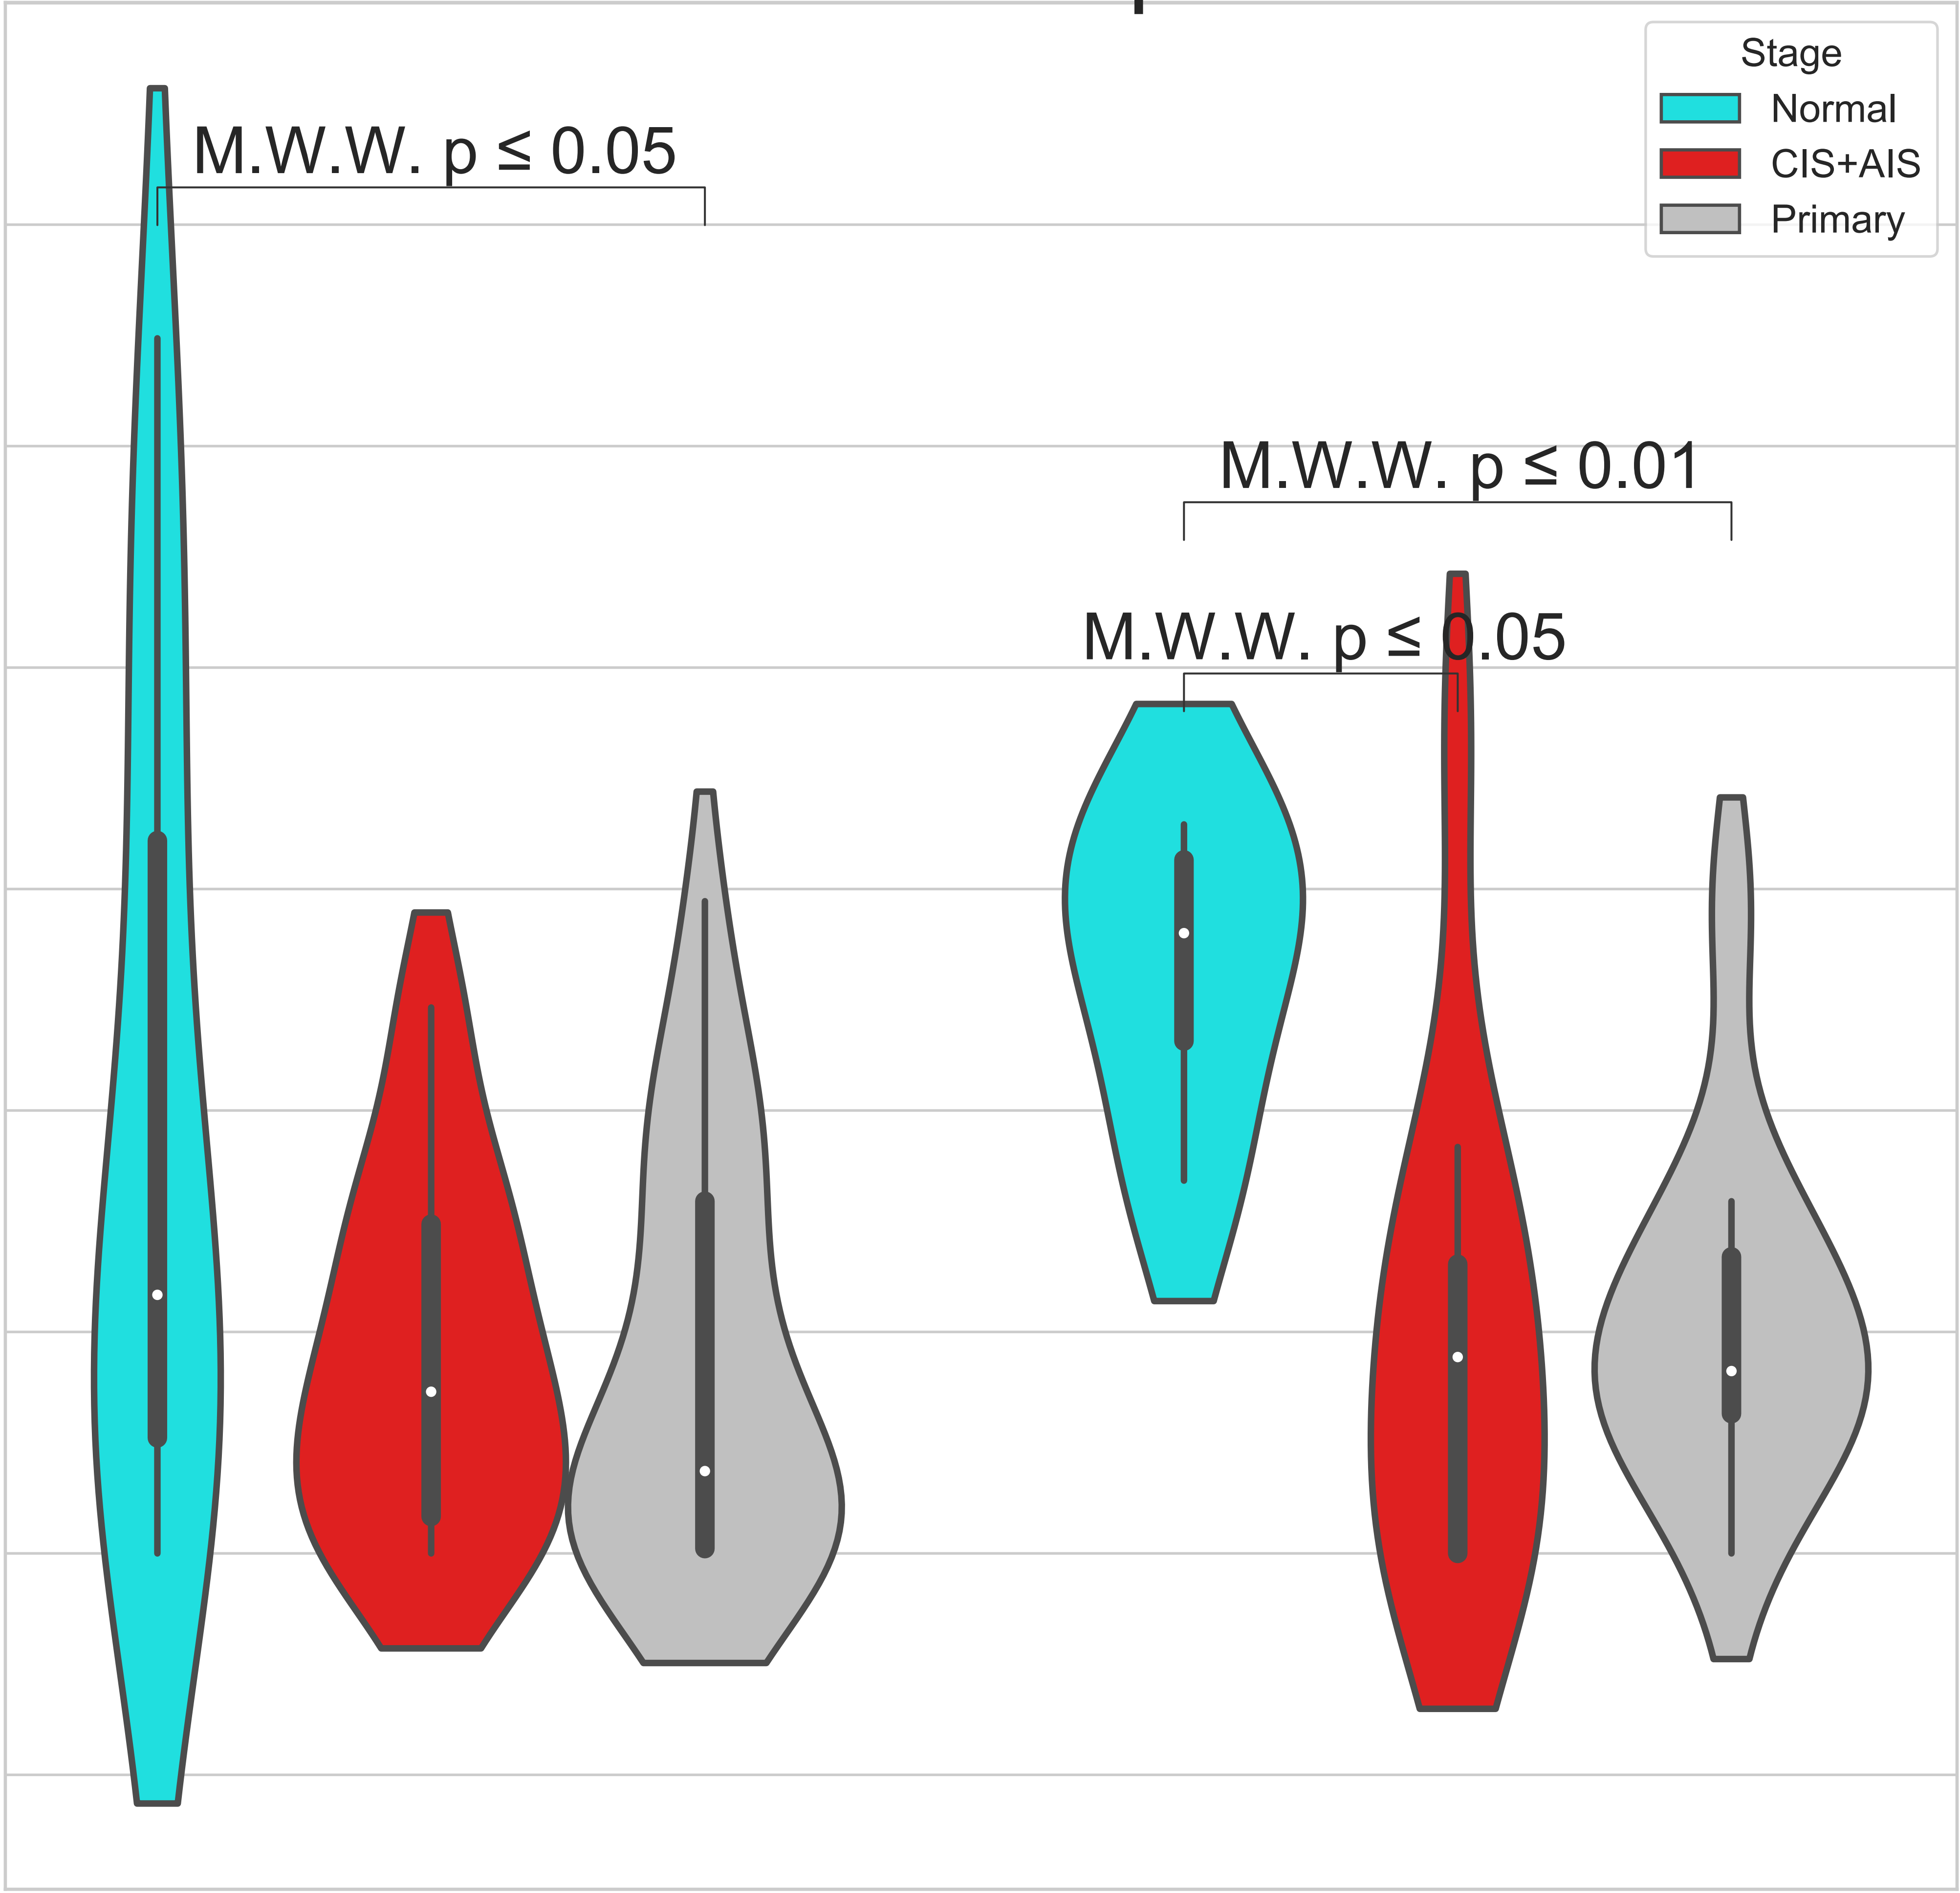 Stage
Normal
CIS+AIS
Primary
M.W.W. p ≤ 0.05
M.W.W. p ≤ 0.01
M.W.W. p ≤ 0.05